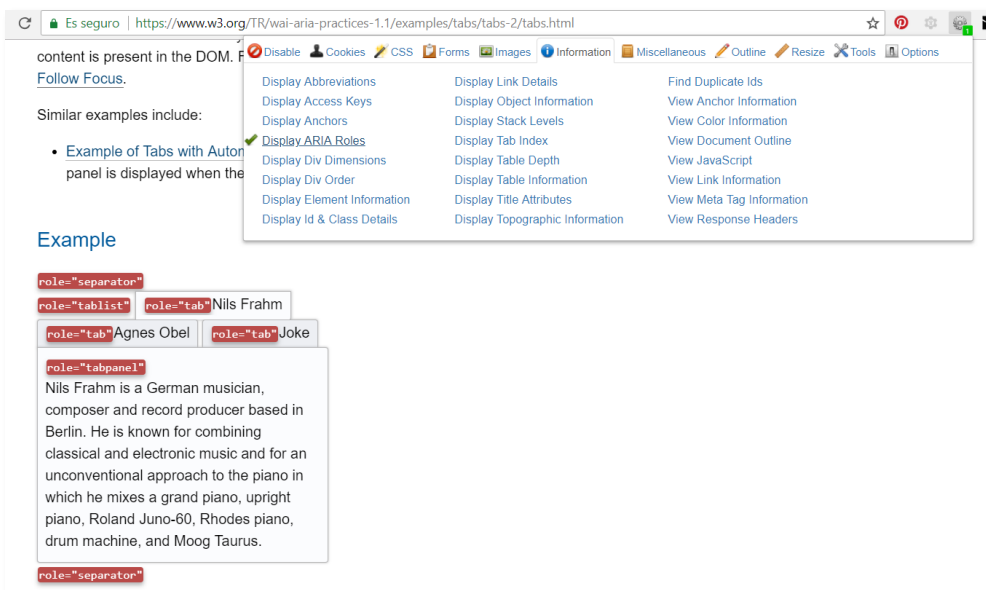 Es seguro | https://www.w3.org/TR/wai-aria-practices-1.1/examples/tabs/tabs-2/tabs.html
Disable Cookies CSS Forms Images Information Miscellaneous Outline Resize Tools Options
Display Abbreviations Display Link Details Find Duplicate Ids
Display Access Keys Display Object Information View Anchor Information
Display Anchors Display Stack Levels View Color Information
Display ARIA Roles Display Tab Index View Document Outline
Display Div Dimensions Display Table Depth View JavaScript
Display Div Order Display Table Information View Link Information
Display Element Information Display Title Attributes View Meta Tag Information
Display Id & Class Details Display Topographic Information View Response Headers
content is present in the DOM.
Follow Focus.
Similar examples include:
• Example of Tabs with
panel is displayed when the
Example
role="separator"
role="tablist" role="tab" Nils Frahm
role="tab" Agnes Obel role="tab" Joke
role="tabpanel"
Nils Frahm is a German musician,
composer and record producer based in
Berlin. He is known for combining
classical and electronic music and for an
unconventional approach to the piano in
which he mixes a grand piano, upright
piano, Roland Juno-60, Rhodes piano,
drum machine, and Moog Taurus.
role="separator"
1